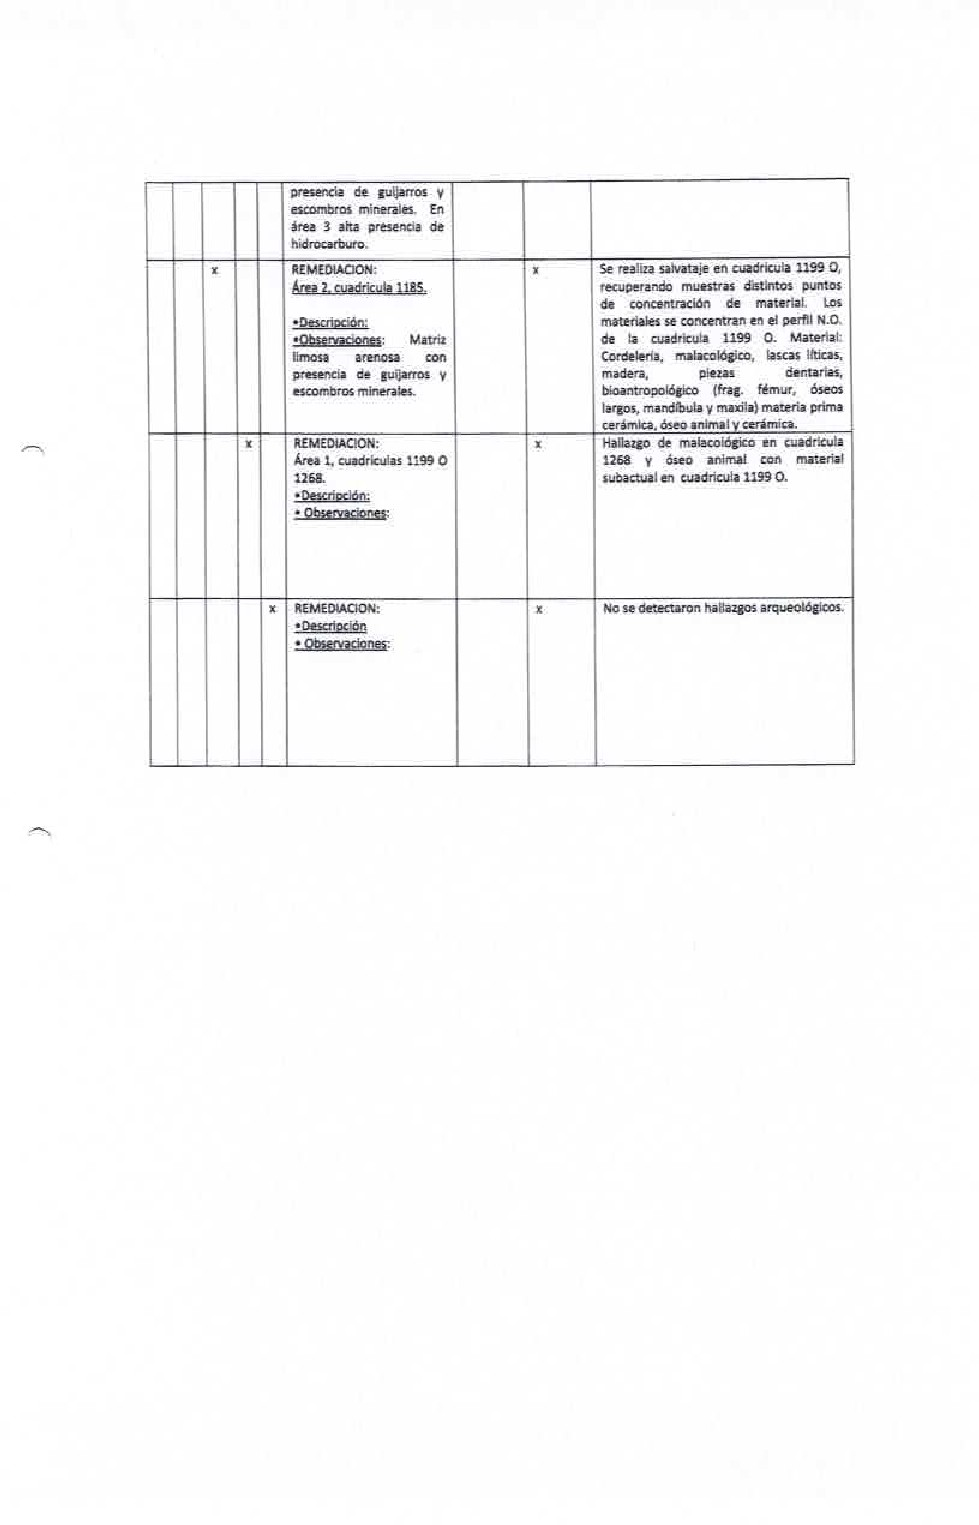 presencia de guijarros y
escombros minerales. En
área 3 alta presencia de
hidrocarburo.
x
REMEDIACION:
Área 2, cuadrícula 1185.
•Descripción:
•Observaciones: Matriz
limosa arenosa con
presencia de guijarros y
escombros minerales.
x
Se realiza salvataje en cuadricula 1199 O,
recuperando muestras distintos puntos
de concentración de material. Los
materiales se concentran en el perfil N.O.
de la cuadricula 1199 O. Material:
Cordelería, malacológico, lascas líticas,
madera, piezas dentarias,
bioantropológico (frag. fémur, óseos
largos, mandíbula y maxila) materia prima
cerámica, óseo animal y cerámica.
x
REMEDIACION:
Área 1, cuadrículas 1199 O
1268.
•Descripción:
• Observaciones:
x
Hallazgo de malacológico en cuadricula
1268 y óseo animal con material
subactual en cuadricula 1199 O.
x
REMEDIACION:
•Descripción
• Observaciones:
x
No se detectaron hallazgos arqueológicos.